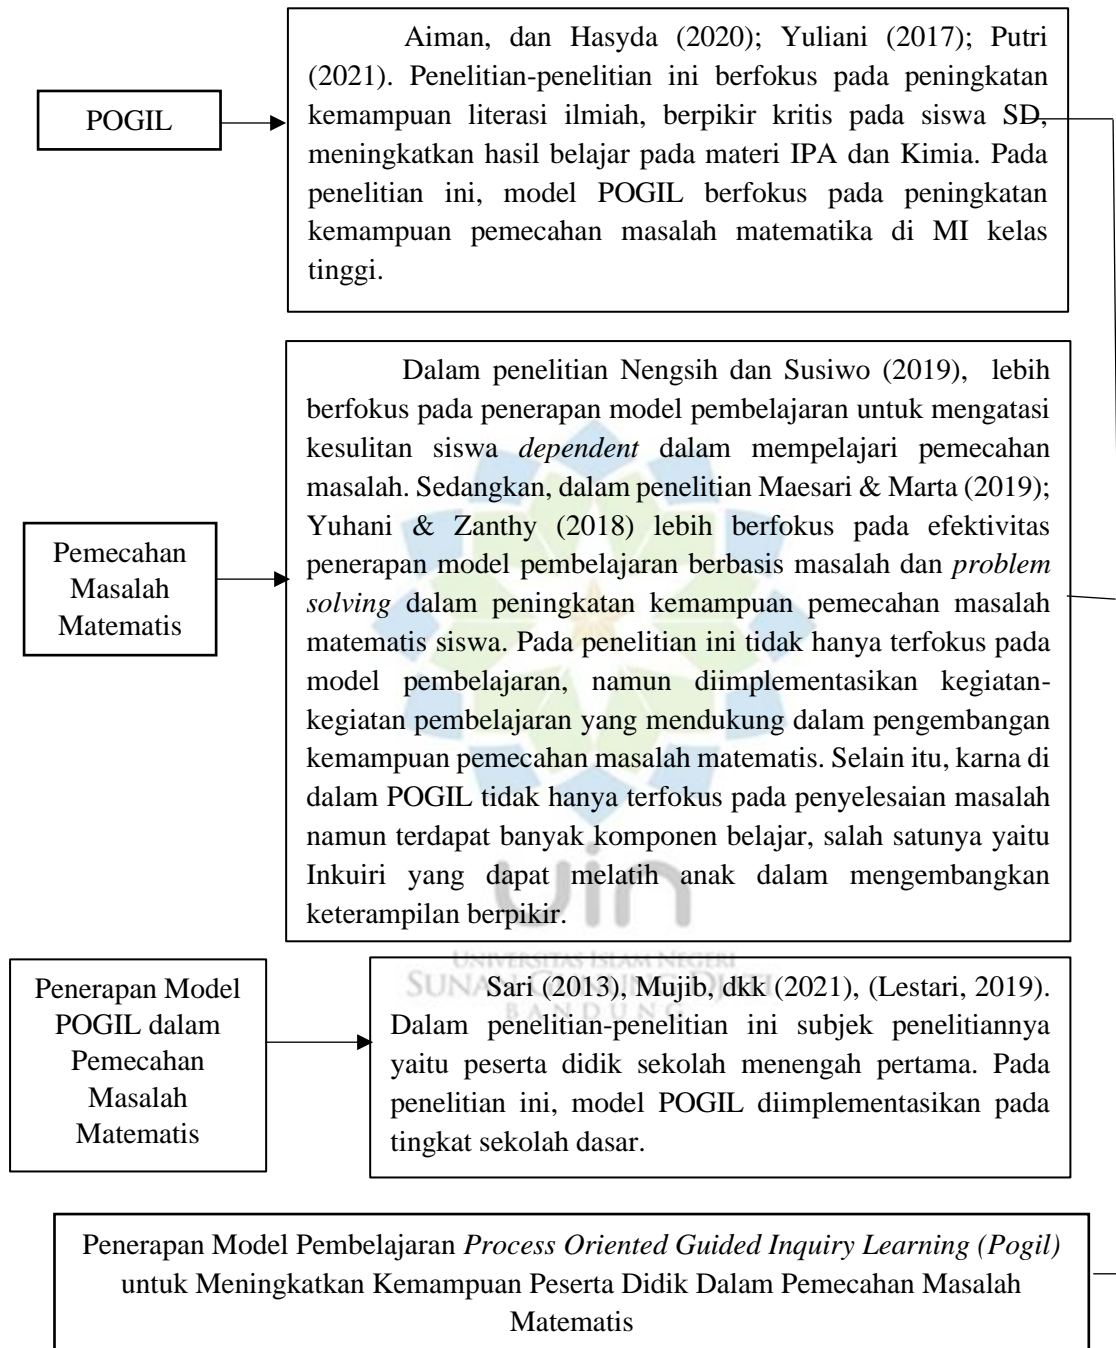 POGIL
Aiman, dan Hasyda (2020); Yuliani (2017); Putri
(2021). Penelitian-penelitian ini berfokus pada peningkatan
kemampuan literasi ilmiah, berpikir kritis pada siswa SD,
meningkatkan hasil belajar pada materi IPA dan Kimia. Pada
penelitian ini, model POGIL berfokus pada peningkatan
kemampuan pemecahan masalah matematika di MI kelas
tinggi.
Pemecahan
Masalah
Matematis
Dalam penelitian Nengsih dan Susiwo (2019), lebih
berfokus pada penerapan model pembelajaran untuk mengatasi
kesulitan siswa dependent dalam mempelajari pemecahan
masalah. Sedangkan, dalam penelitian Maesari & Marta (2019);
Yuhani & Zanthy (2018) lebih berfokus pada efektivitas
penerapan model pembelajaran berbasis masalah dan problem
solving dalam peningkatan kemampuan pemecahan masalah
matematis siswa. Pada penelitian ini tidak hanya terfokus pada
model pembelajaran, namun diimplementasikan kegiatan-
kegiatan pembelajaran yang mendukung dalam pengembangan
kemampuan pemecahan masalah matematis. Selain itu, karna di
dalam POGIL tidak hanya terfokus pada penyelesaian masalah
namun terdapat banyak komponen belajar, salah satunya yaitu
Inkuiri yang dapat melatih anak dalam mengembangkan
keterampilan berpikir.
uin
UNIVERSITAS ISLAM NEGERI
SUNAN GUNUNG DJATI
BANDUNG
Penerapan Model
POGIL dalam
Pemecahan
Masalah
Matematis
Sari (2013), Mujib, dkk (2021), (Lestari, 2019).
Dalam penelitian-penelitian ini subjek penelitiannya
yaitu peserta didik sekolah menengah pertama. Pada
penelitian ini, model POGIL diimplementasikan pada
tingkat sekolah dasar.
Penerapan Model Pembelajaran Process Oriented Guided Inquiry Learning (Pogil)
untuk Meningkatkan Kemampuan Peserta Didik Dalam Pemecahan Masalah
Matematis